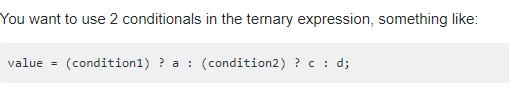 You want to use 2 conditionals in the ternary expression, something like:
value = (condition1) ? a : (condition2) ? c : d;